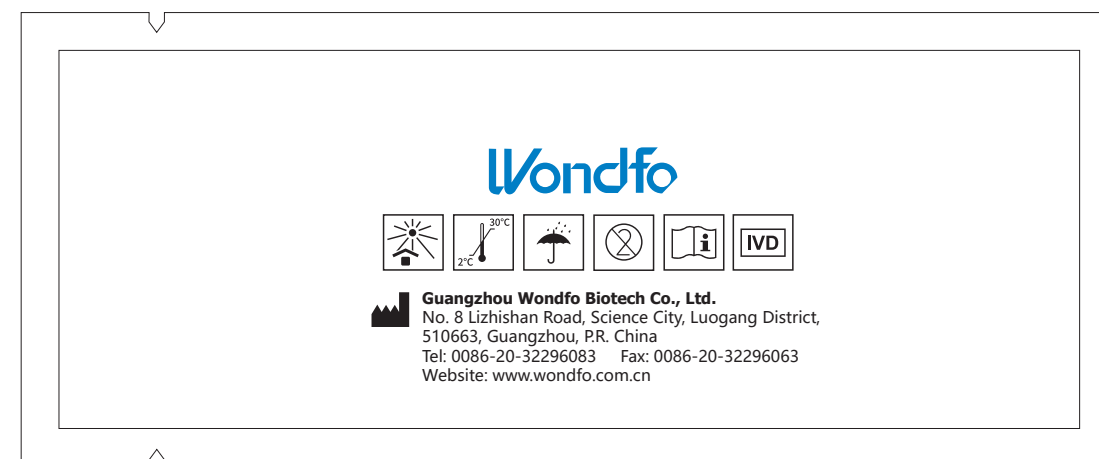 Wondfo
30°C
2°C
2
i
IVD
Guangzhou Wondfo Biotech Co., Ltd.
No. 8 Lizhishan Road, Science City, Luogang District,
510663, Guangzhou, P.R. China
Tel: 0086-20-32296083 Fax: 0086-20-32296063
Website: www.wondfo.com.cn